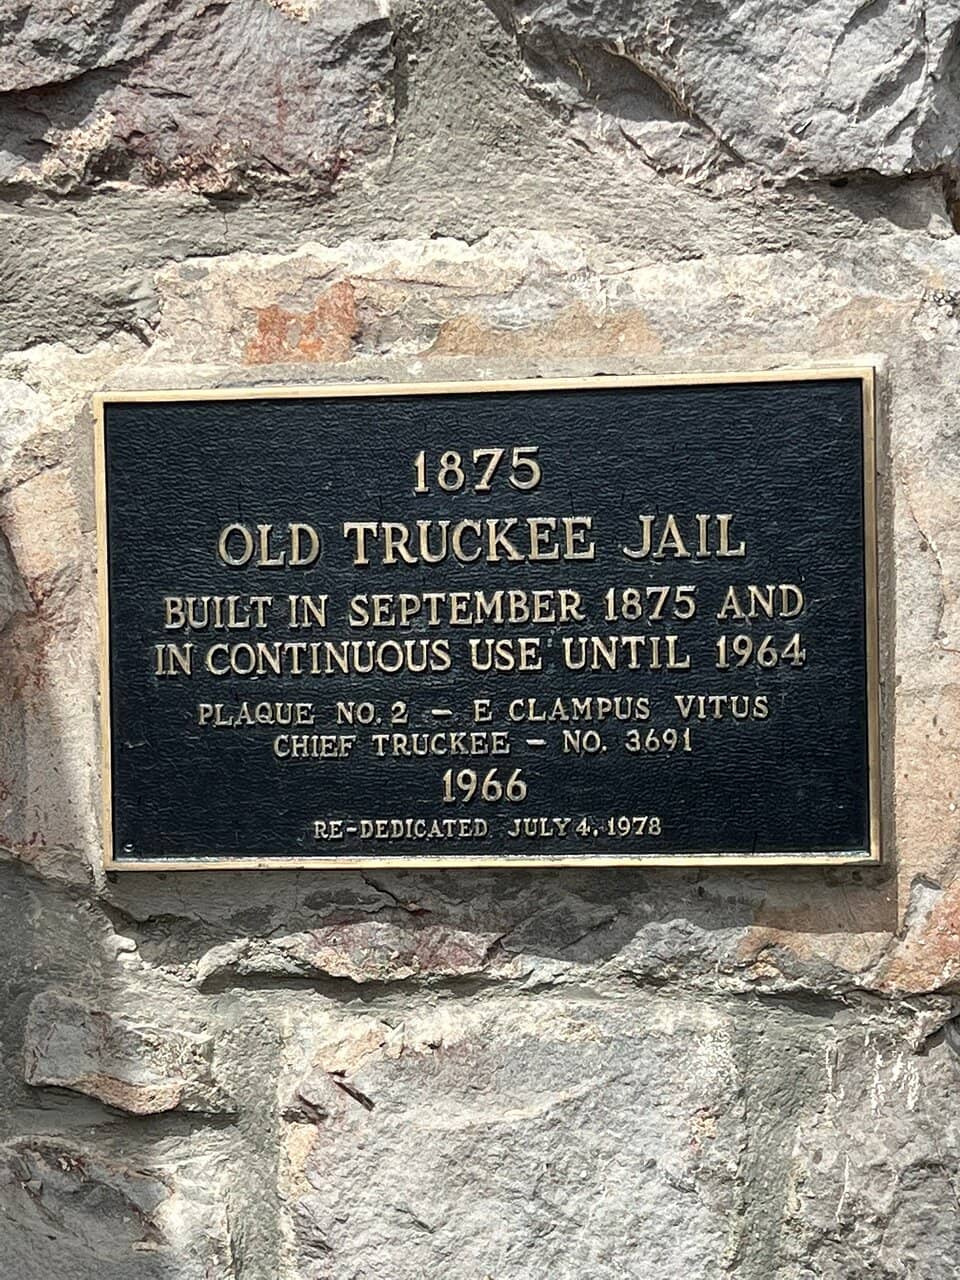 1875
OLD TRUCKEE JAIL
BUILT IN SEPTEMBER 1875 AND
IN CONTINUOUS USE UNTIL 1964
PLAQUE NO. 2 – E CLAMPUS VITUS
CHIEF TRUCKEE – NO. 3691
1966
RE-DEDICATED JULY 4, 1978